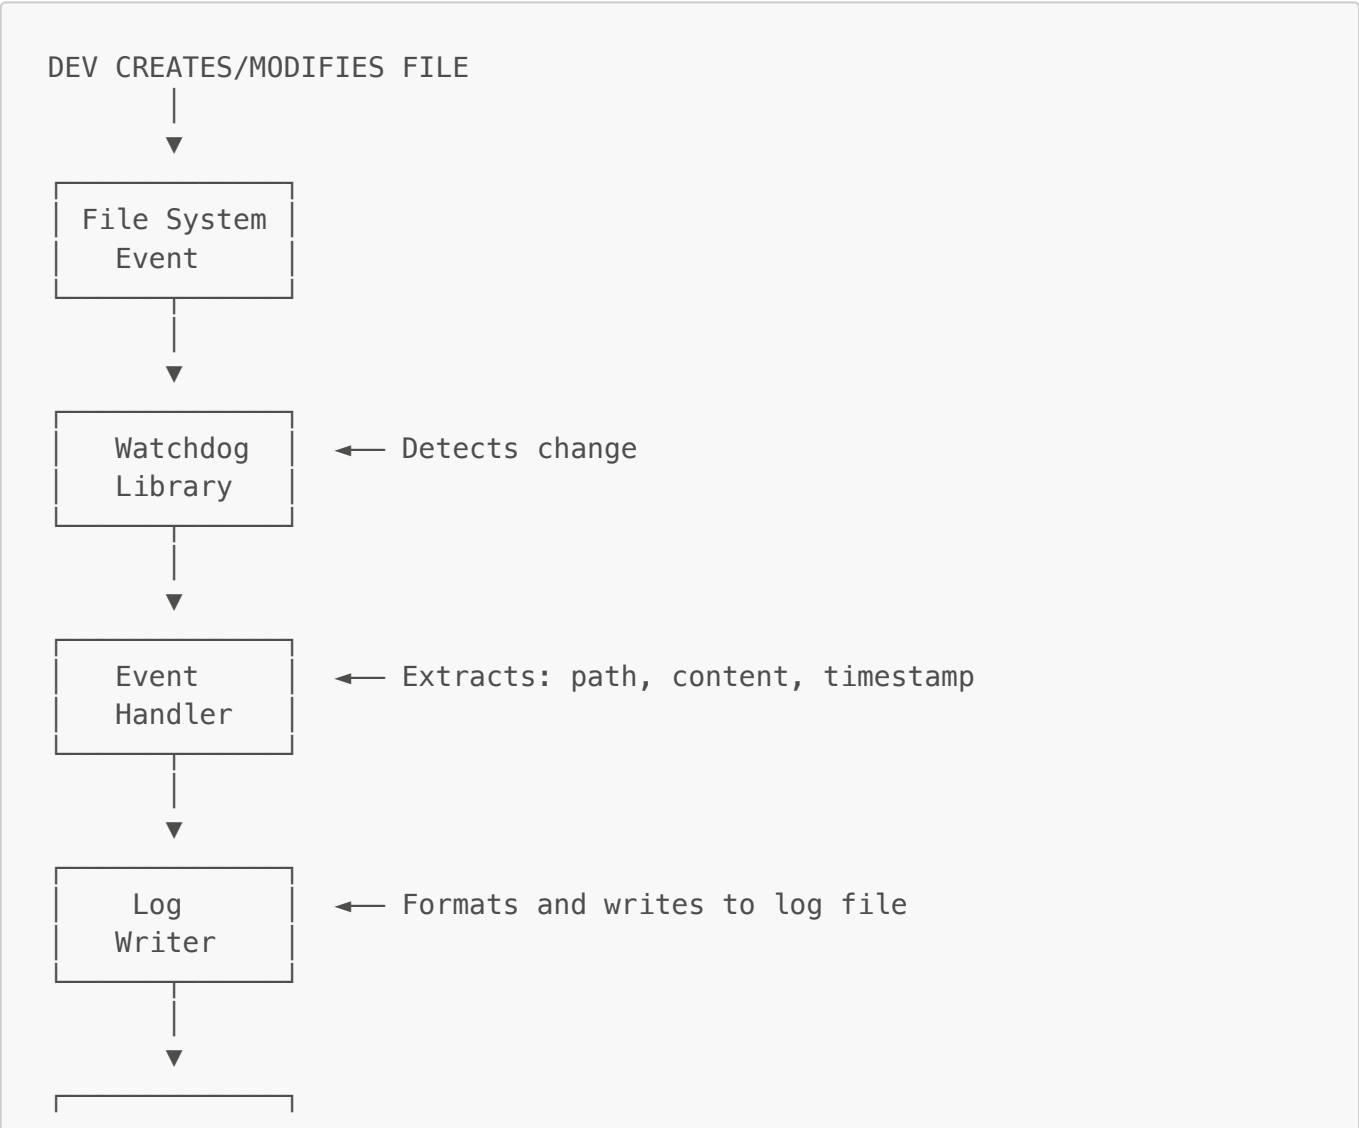 DEV CREATES/MODIFIES FILE
File System
Event
Watchdog ◄── Detects change
Library
Event ◄── Extracts: path, content, timestamp
Handler
Log ◄── Formats and writes to log file
Writer